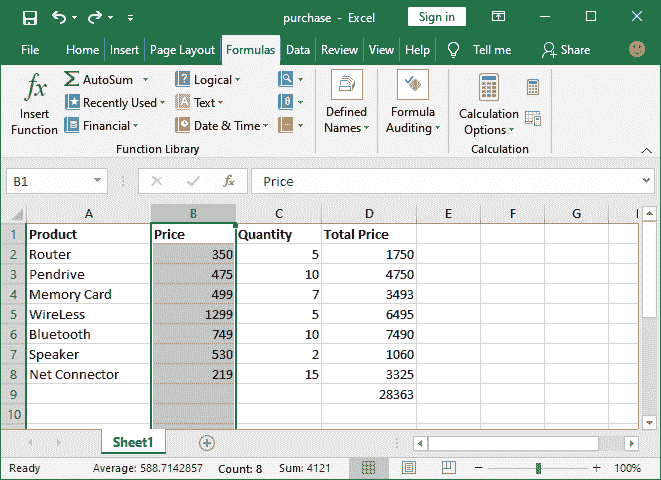 purchase - Excel
Sign in
File Home Insert Page Layout Formulas Data Review View Help Tell me Share
fx
Insert
Function
AutoSum
Recently Used
Financial
Logical
Text
Date & Time
Function Library
Defined
Names
Formula
Auditing
Calculation
Options
Calculation
B1
fx
Price
A B C D E F G
1 Product Price Quantity Total Price
2 Router 350 5 1750
3 Pendrive 475 10 4750
4 Memory Card 499 7 3493
5 WireLess 1299 5 6495
6 Bluetooth 749 10 7490
7 Speaker 530 2 1060
8 Net Connector 219 15 3325
9 28363
10
Sheet1
Ready Average: 588.7142857 Count: 8 Sum: 4121 100%